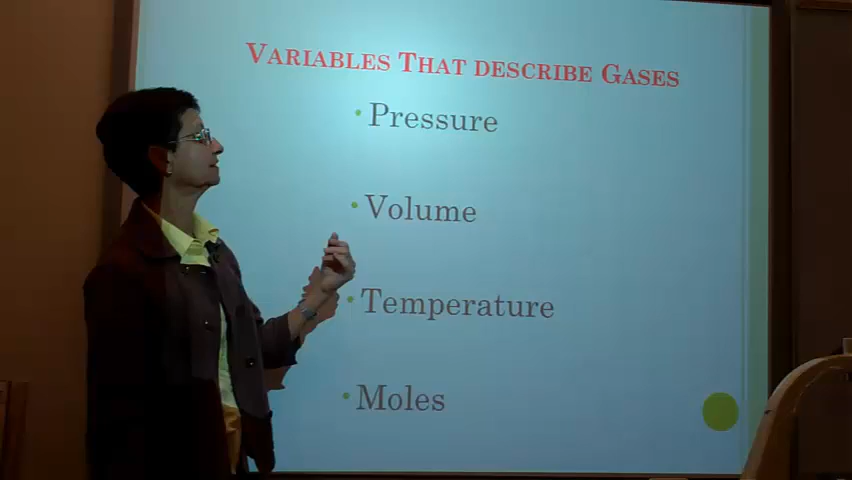 VARIABLES THAT DESCRIBE GASES
• Pressure
• Volume
• Temperature
• Moles